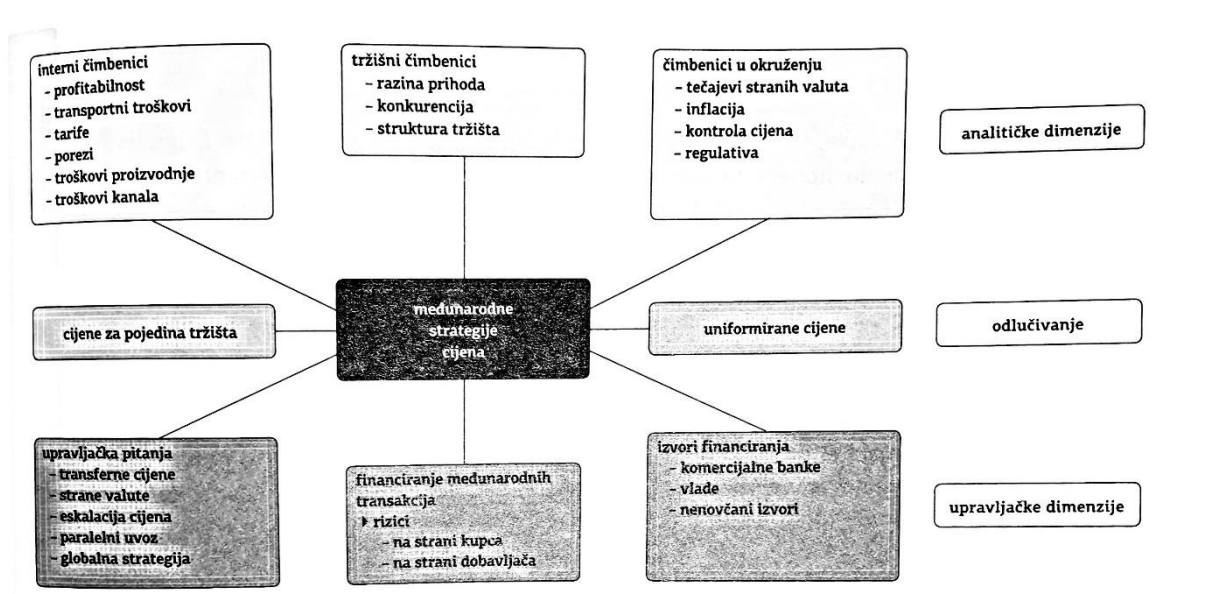 interni čimbenici
- profitabilnost
- transportni troškovi
- tarife
- porezi
- troškovi proizvodnje
- troškovi kanala
tržišni čimbenici
- razina prihoda
- konkurencija
- struktura tržišta
čimbenici u okruženju
- tečajevi stranih valuta
- inflacija
- kontrola cijena
- regulativa
analitičke dimenzije
cijene za pojedina tržišta
međunarodne
strategije
cijena
uniformirane cijene
odlučivanje
upravljačka pitanja
- transferne cijene
- strane valute
- eskalacija cijena
- paralelni uvoz
- globalna strategija
financiranje međunarodnih
transakcija
▸ rizici
- na strani kupca
- na strani dobavljača
izvori financiranja
- komercijalne banke
- vlade
- nenovčani izvori
upravljačke dimenzije